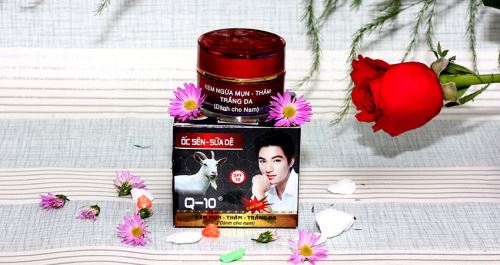 KEM NGỪA MỤN - THÂM
TRẮNG DA
(Dành cho Nam)
ỐC SÊN - SỮA DÊ
SPF
Q-10®
KEM MỤN - THÂM - TRẮNG DA
(Dành cho nam)